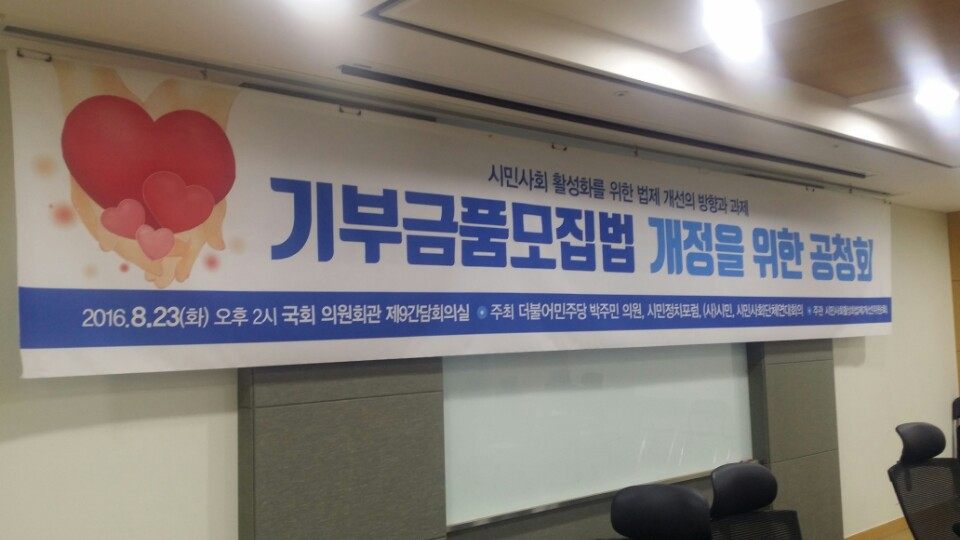 시민사회 활성화를 위한 법제 개선의 방향과 과제
기부금품모집법 개정을 위한 공청회
2016.8.23(화) 오후 2시 국회 의원회관 제9간담회의실 주최 더불어민주당 박주민 의원, 시민정치포럼, (사)시민, 시민사회단체연대회의 주관